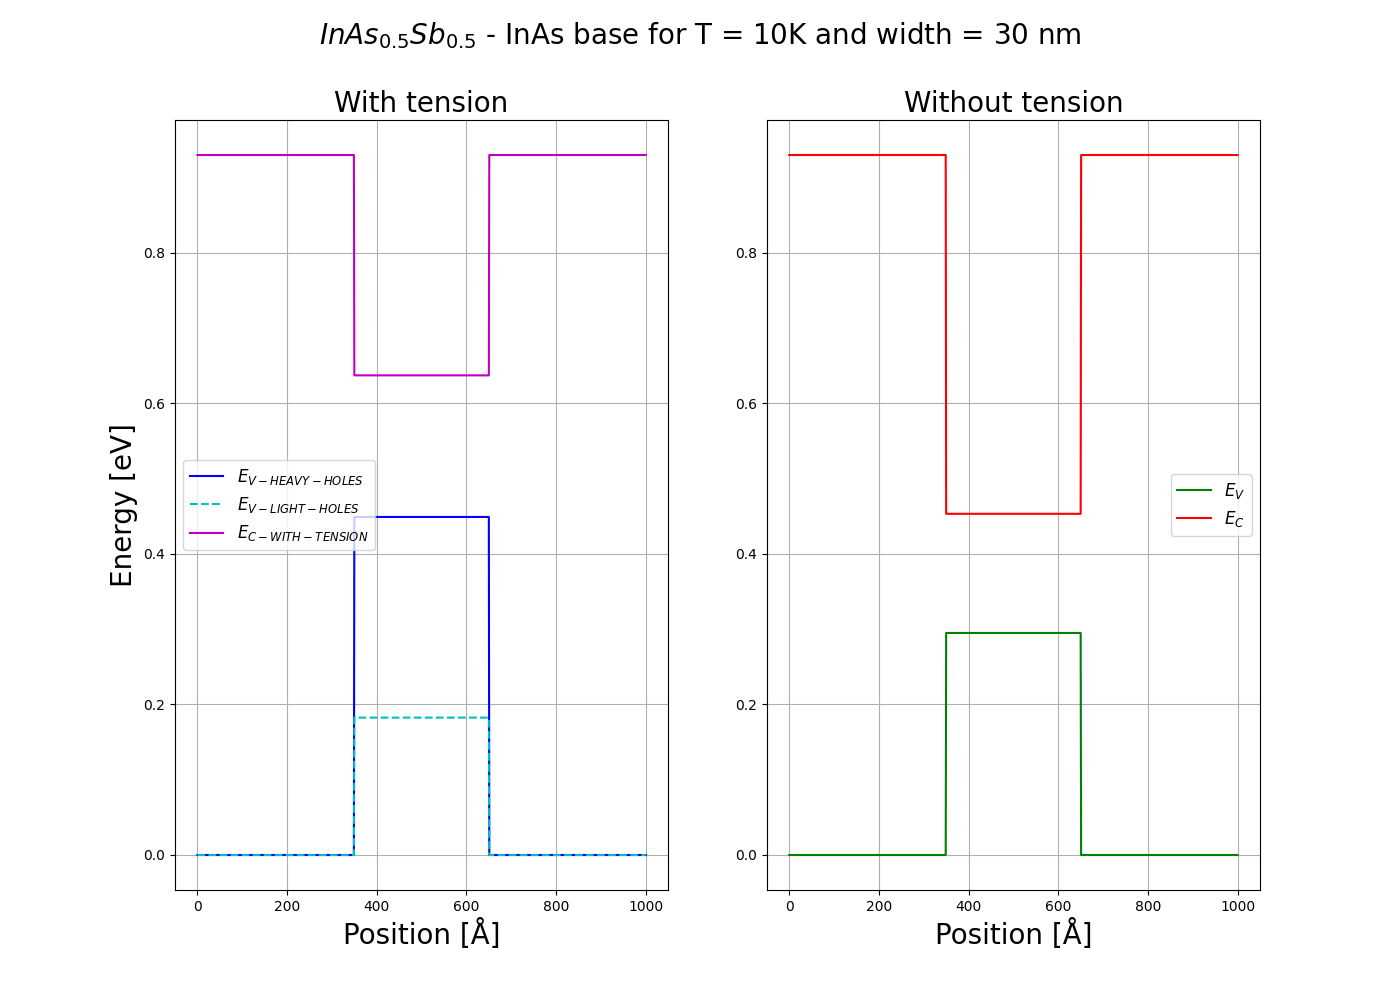 InAs0.5Sb0.5 - InAs base for T = 10K and width = 30 nm
With tension
Energy [eV]
0.8
0.6
0.4
0.2
0.0
EV−HEAVY−HOLES
EV−LIGHT−HOLES
EC−WITH−TENSION
0 200 400 600 800 1000
Position [Å]
Without tension
0.8
0.6
0.4
0.2
0.0
EV
EC
0 200 400 600 800 1000
Position [Å]